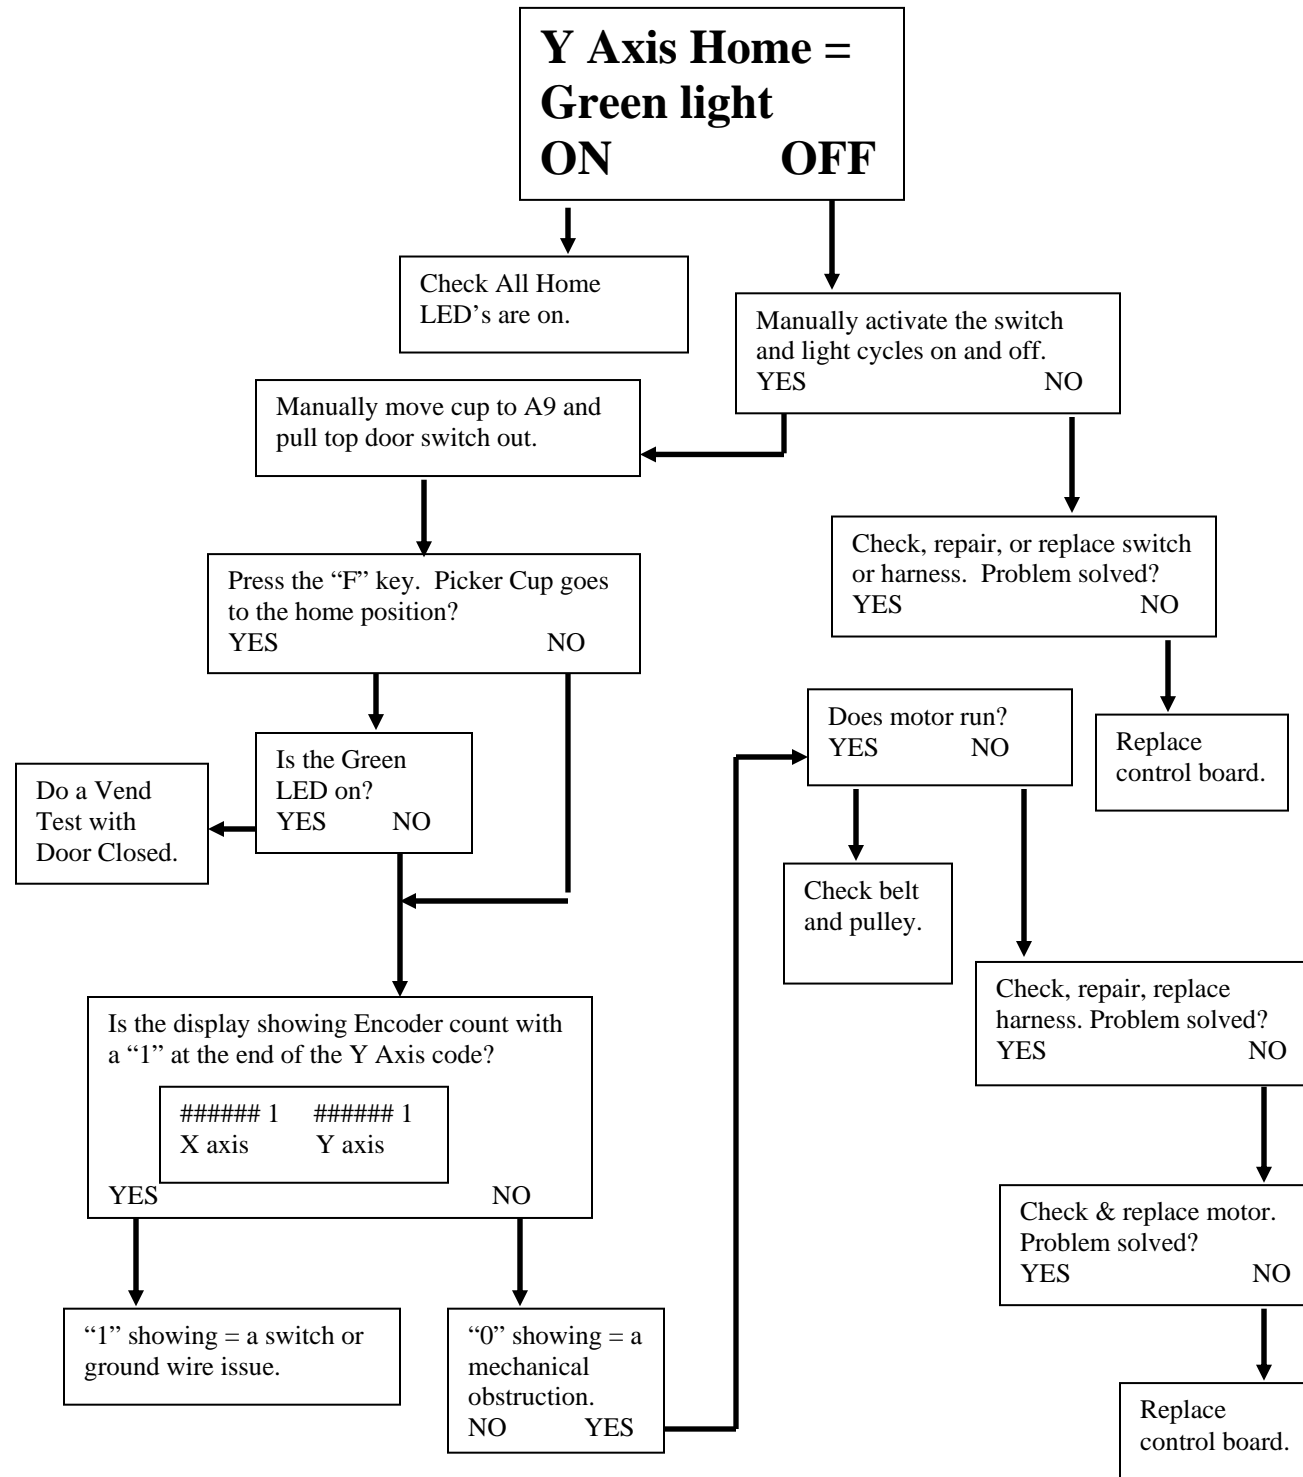 Y Axis Home =
Green light
ON OFF
Check All Home
LED’s are on.
Manually activate the switch
and light cycles on and off.
YES NO
Manually move cup to A9 and
pull top door switch out.
Check, repair, or replace switch
or harness.  Problem solved?
YES NO
Press the “F” key.  Picker Cup goes
to the home position?
YES NO
Does motor run?
YES NO
Replace
control board.
Is the Green
LED on?
YES NO
Do a Vend
Test with
Door Closed.
Check belt
and pulley.
Check, repair, replace
harness. Problem solved?
YES NO
Is the display showing Encoder count with
a “1” at the end of the Y Axis code?
###### 1 ###### 1
X axis Y axis
YES NO
Check & replace motor.
Problem solved?
YES NO
“1” showing = a switch or
ground wire issue.
“0” showing = a
mechanical
obstruction.
NO YES
Replace
control board.